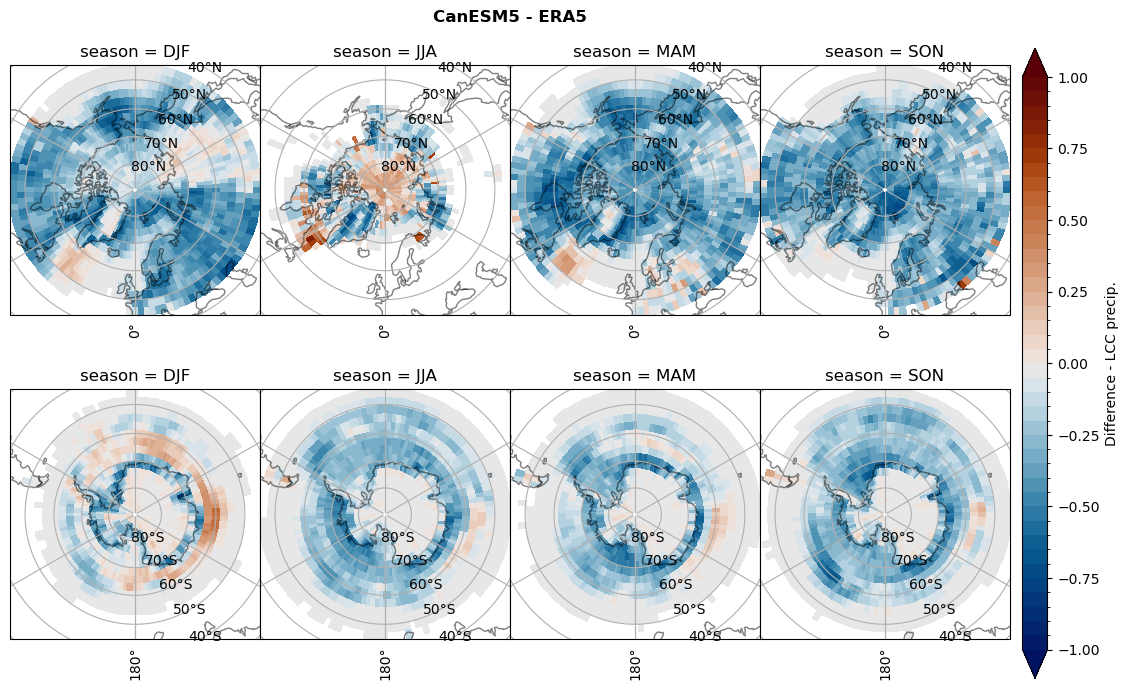 CanESM5 - ERA5
season = DJF
season = JJA
season = MAM
season = SON
40°N
50°N
60°N
70°N
80°N
40°N
50°N
60°N
70°N
80°N
40°N
50°N
60°N
70°N
80°N
40°N
50°N
60°N
70°N
80°N
0°
0°
0°
0°
season = DJF
season = JJA
season = MAM
season = SON
80°S
70°S
60°S
50°S
40°S
80°S
70°S
60°S
50°S
40°S
80°S
70°S
60°S
50°S
40°S
80°S
70°S
60°S
50°S
40°S
180°
180°
180°
180°
1.00
0.75
0.50
0.25
0.00
−0.25
−0.50
−0.75
−1.00
Difference - LCC precip.